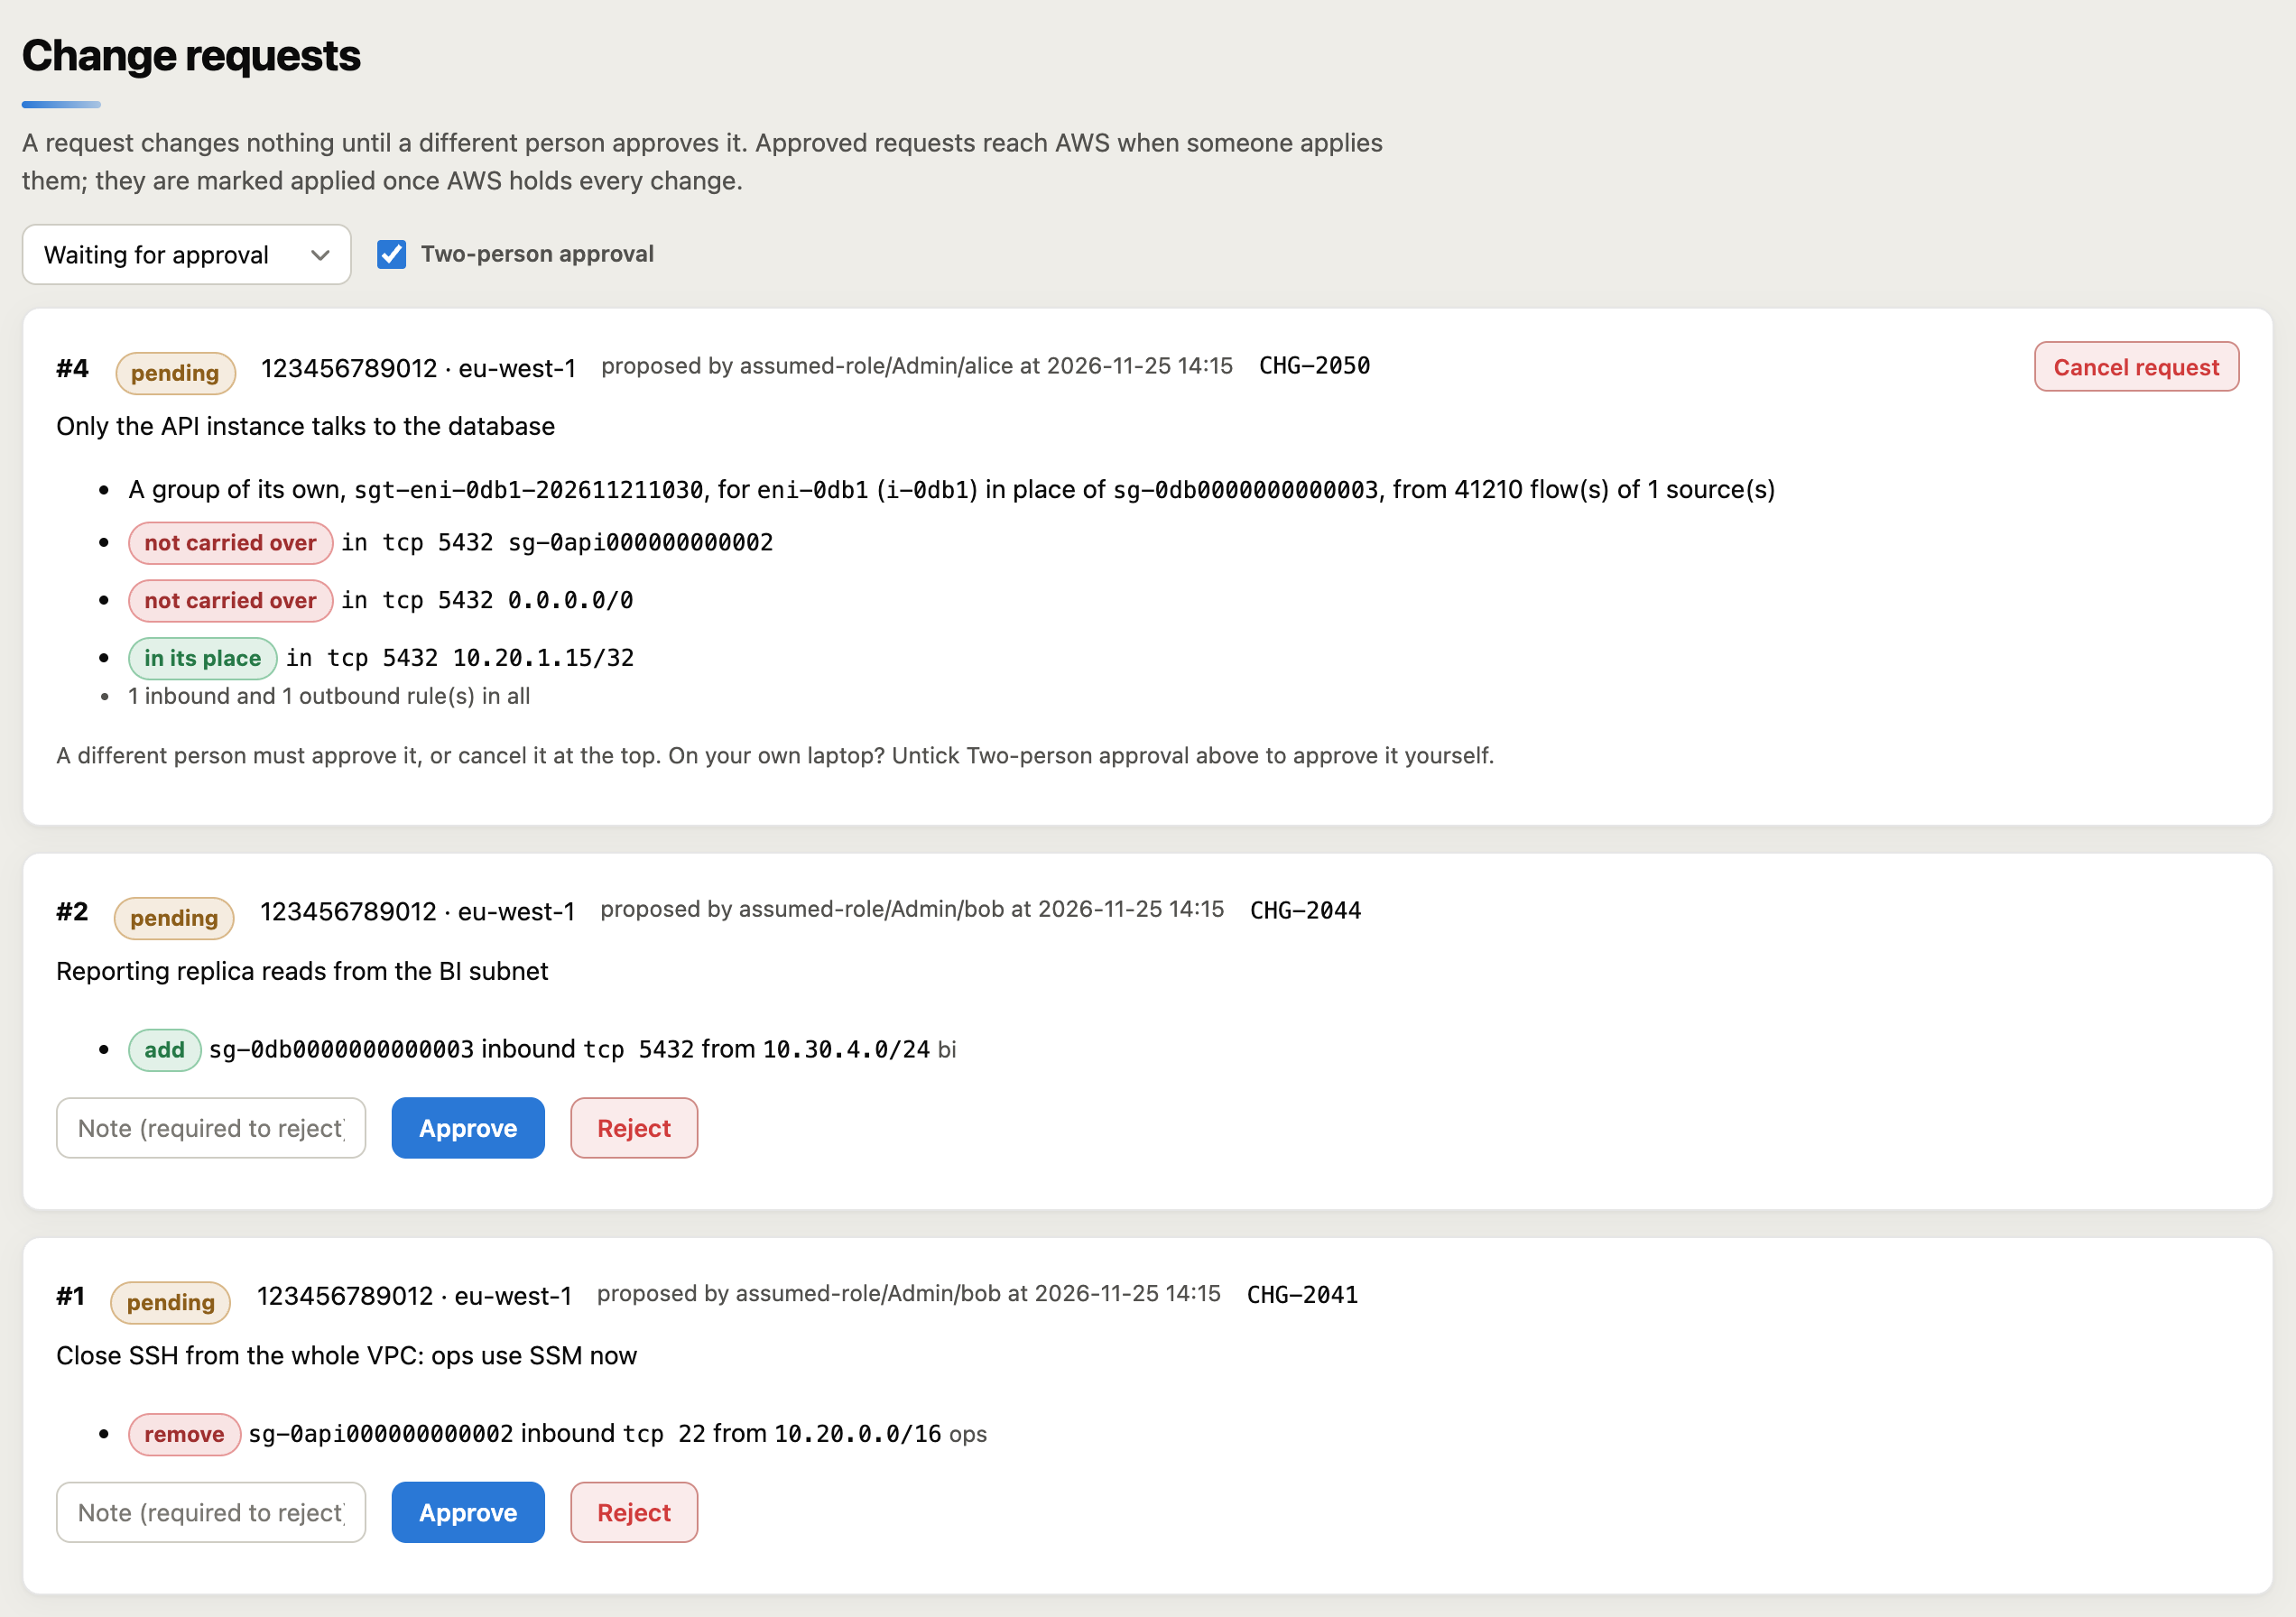 Change requests
A request changes nothing until a different person approves it. Approved requests reach AWS when someone applies
them; they are marked applied once AWS holds every change.
Waiting for approval Two-person approval
#4 pending 123456789012 · eu-west-1 proposed by assumed-role/Admin/alice at 2026-11-25 14:15 CHG-2050 Cancel request
Only the API instance talks to the database
• A group of its own, sgt-eni-0db1-202611211030, for eni-0db1 (i-0db1) in place of sg-0db0000000000003, from 41210 flow(s) of 1 source(s)
• not carried over in tcp 5432 sg-0api000000000002
• not carried over in tcp 5432 0.0.0.0/0
• in its place in tcp 5432 10.20.1.15/32
• 1 inbound and 1 outbound rule(s) in all
A different person must approve it, or cancel it at the top. On your own laptop? Untick Two-person approval above to approve it yourself.
#2 pending 123456789012 · eu-west-1 proposed by assumed-role/Admin/bob at 2026-11-25 14:15 CHG-2044
Reporting replica reads from the BI subnet
• add sg-0db0000000000003 inbound tcp 5432 from 10.30.4.0/24 bi
Note (required to reject) Approve Reject
#1 pending 123456789012 · eu-west-1 proposed by assumed-role/Admin/bob at 2026-11-25 14:15 CHG-2041
Close SSH from the whole VPC: ops use SSM now
• remove sg-0api000000000002 inbound tcp 22 from 10.20.0.0/16 ops
Note (required to reject) Approve Reject